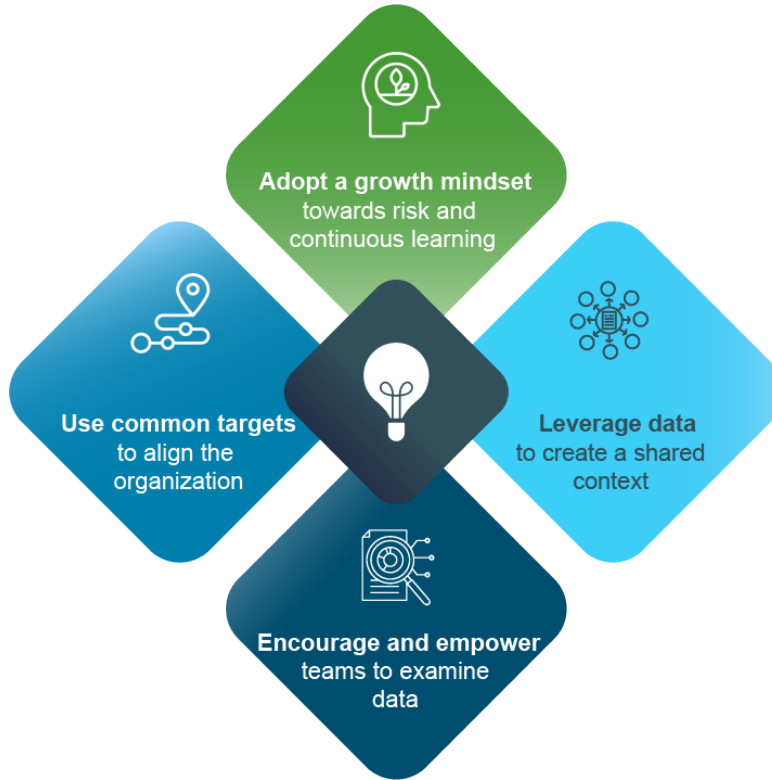 Adopt a growth mindset
towards risk and
continuous learning
Use common targets
to align the
organization
Leverage data
to create a shared
context
Encourage and empower
teams to examine
data